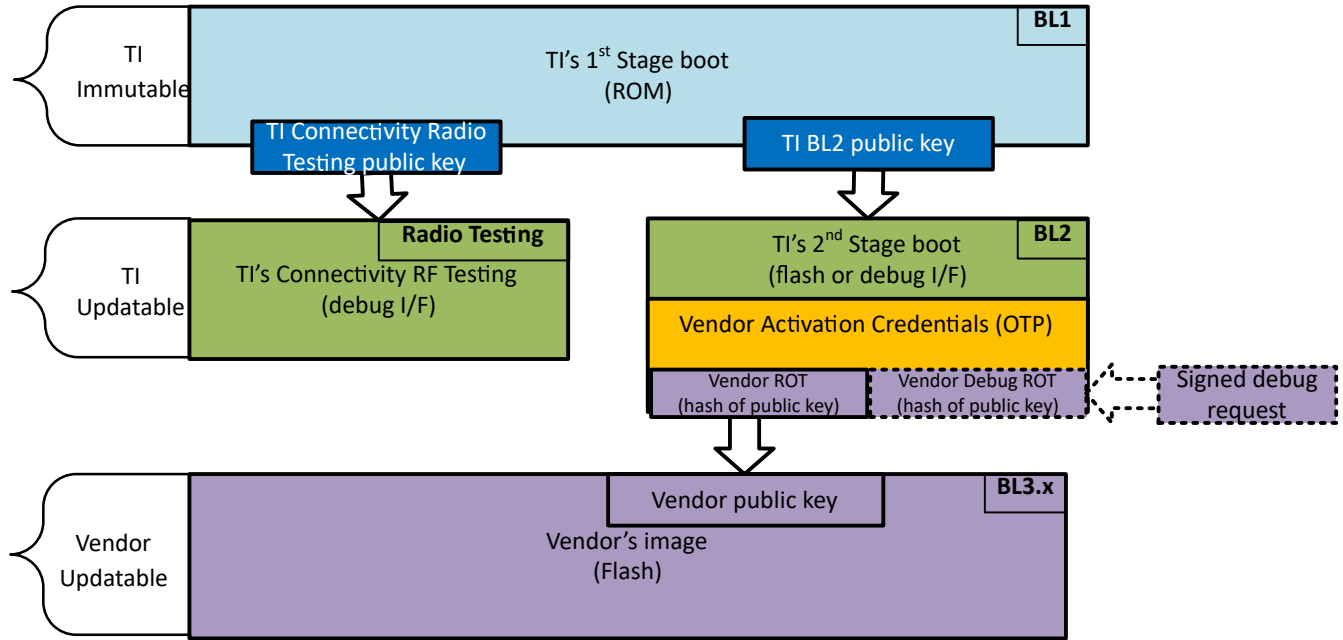 BL1
TI
Immutable
TI's 1st Stage boot
(ROM)
TI Connectivity Radio
Testing public key
TI BL2 public key
Radio Testing
BL2
TI
Updatable
TI's Connectivity RF Testing
(debug I/F)
TI's 2nd Stage boot
(flash or debug I/F)
Vendor Activation Credentials (OTP)
Vendor ROT
(hash of public key)
Vendor Debug ROT
(hash of public key)
Signed debug
request
BL3.x
Vendor public key
Vendor
Updatable
Vendor's image
(Flash)